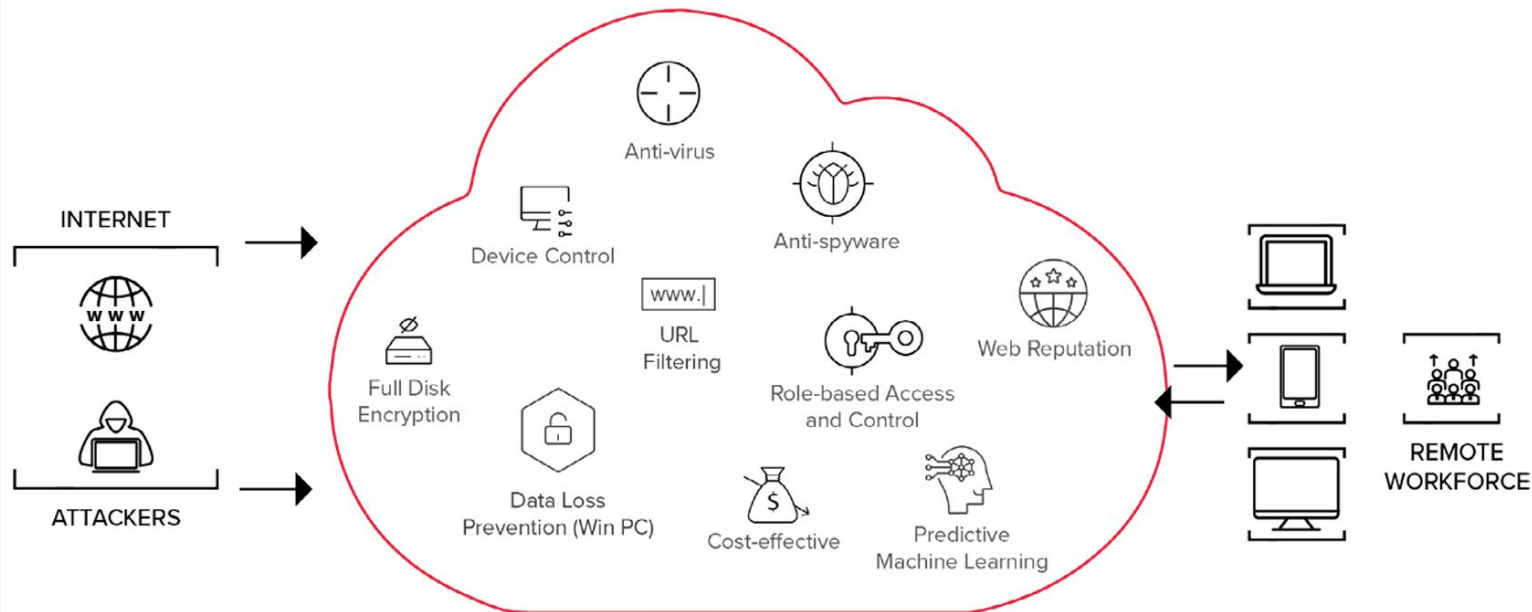 INTERNET
W W W
ATTACKERS
Anti-virus
Anti-spyware
Device Control
www.|
URL
Filtering
Web Reputation
Full Disk
Encryption
Role-based Access
and Control
Data Loss
Prevention (Win PC)
$
Cost-effective
Predictive
Machine Learning
REMOTE
WORKFORCE